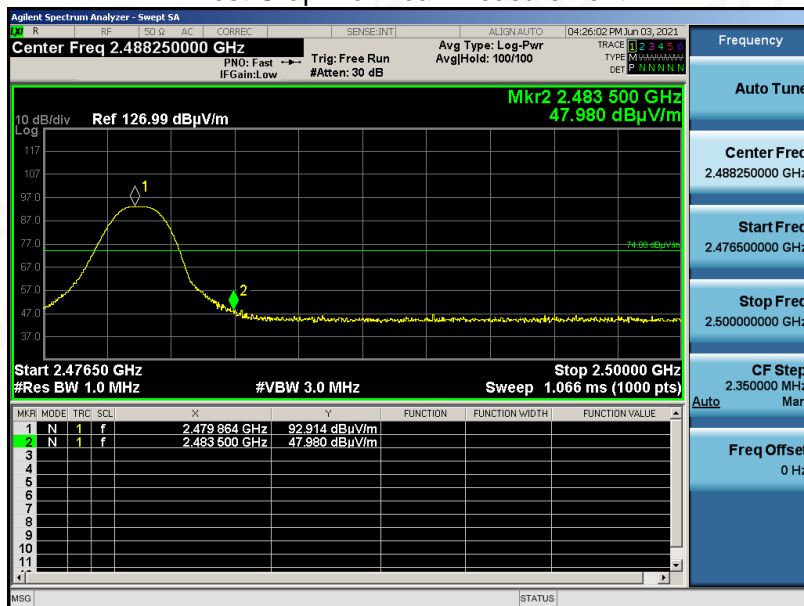 Agilent Spectrum Analyzer - Swept SA
LXI R RF 50 Ω AC CORREC SENSE:INT ALIGN AUTO 04:26:02 PM Jun 03, 2021
Center Freq 2.488250000 GHz
PNO: Fast
IFGain:Low
Trig: Free Run
#Atten: 30 dB
Avg Type: Log-Pwr
Avg|Hold: 100/100
TRACE 1 2 3 4 5 6
TYPE M
DET P N N N N N
Frequency
Mkr2 2.483 500 GHz
47.980 dBµV/m
10 dB/div
Log
Ref 126.99 dBµV/m
117
107
97.0
87.0
77.0
67.0
57.0
47.0
37.0
1
2
74.00 dBµV/m
Start 2.47650 GHz
Stop 2.50000 GHz
#Res BW 1.0 MHz
#VBW 3.0 MHz
Sweep 1.066 ms (1000 pts)
MKR MODE TRC SCL X Y FUNCTION FUNCTION WIDTH FUNCTION VALUE
1 N 1 f 2.479 864 GHz 92.914 dBµV/m
2 N 1 f 2.483 500 GHz 47.980 dBµV/m
3
4
5
6
7
8
9
10
11
Auto Tune
Center Freq
2.488250000 GHz
Start Freq
2.476500000 GHz
Stop Freq
2.500000000 GHz
CF Step
2.350000 MHz
Auto Man
Freq Offset
0 Hz
MSG
STATUS